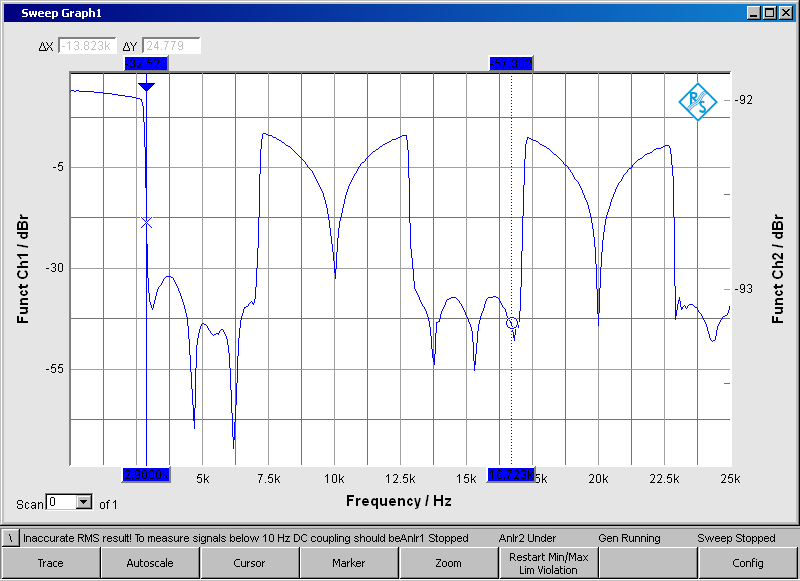 Sweep Graph1
ΔX -13.823k ΔY 24.779
-92
R S
-5
-30
-93
-55
Funct Ch1 / dBr
Funct Ch2 / dBr
5k 7.5k 10k 12.5k 15k 20k 22.5k 25k
Frequency / Hz
Scan 0 of 1
\ Inaccurate RMS result! To measure signals below 10 Hz DC coupling should be Anlr1 Stopped Anlr2 Under Gen Running Sweep Stopped
Trace Autoscale Cursor Marker Zoom Restart Min/Max Config
Lim Violation